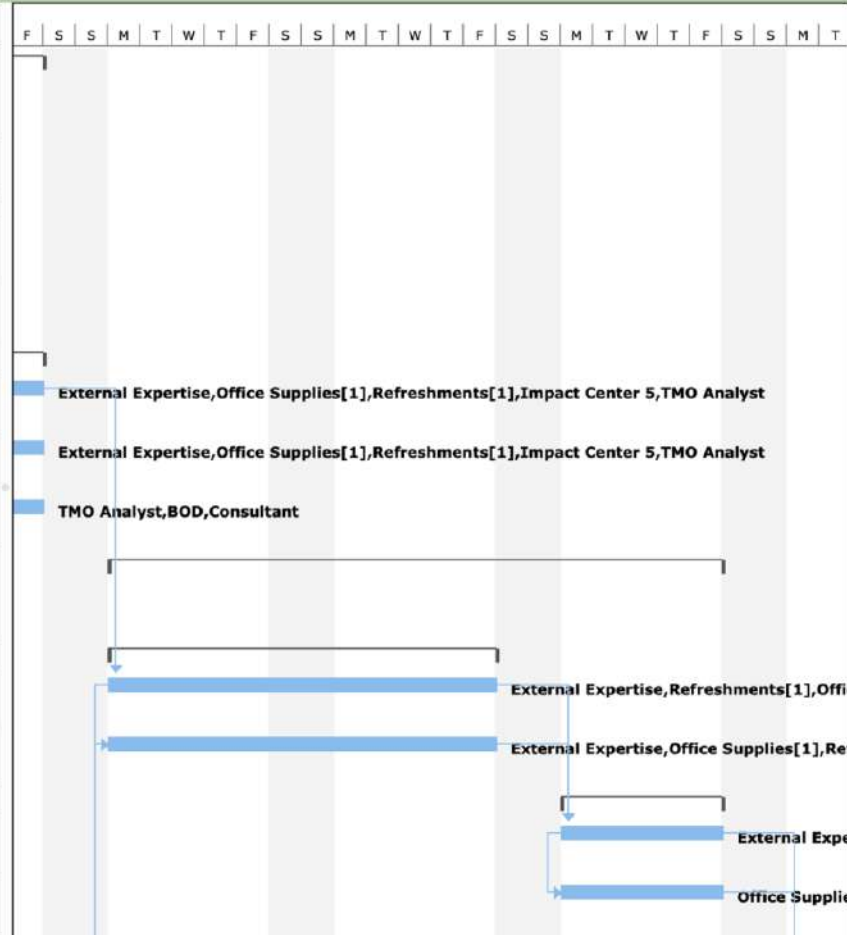 F S S M T W T F S S M T W T F S S M T W T F S S M T
External Expertise,Office Supplies[1],Refreshments[1],Impact Center 5,TMO Analyst
External Expertise,Office Supplies[1],Refreshments[1],Impact Center 5,TMO Analyst
TMO Analyst,BOD,Consultant
External Expertise,Refreshments[1],Offi
External Expertise,Office Supplies[1],Re
External Expe
Office Supplie